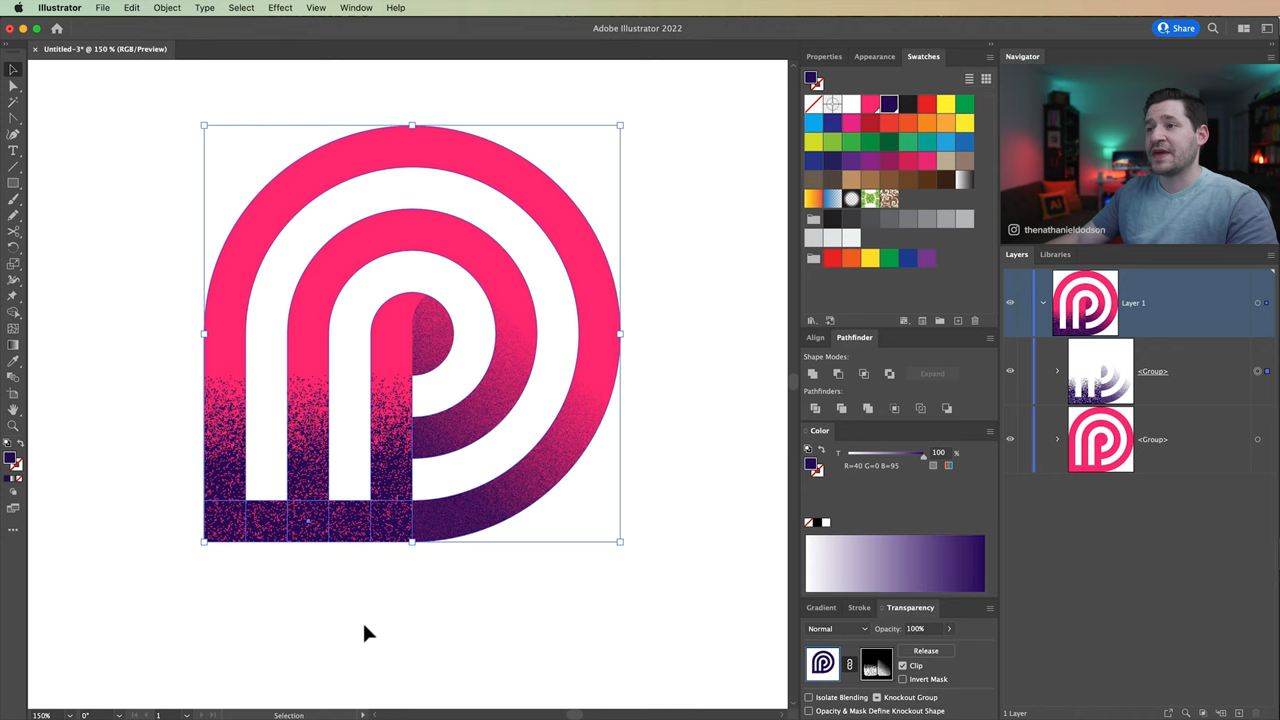 Illustrator File Edit Object Type Select Effect View Window Help
Adobe Illustrator 2022
Share
× Untitled-3* @ 150 % (RGB/Preview)
Properties Appearance Swatches
Navigator
Ai
thenathanieldodson
Layers Libraries
Layer 1
<Group>
<Group>
Align Pathfinder
Shape Modes:
Expand
Pathfinders:
Color
T 100 %
R=40 G=0 B=95
Gradient Stroke Transparency
Normal Opacity: 100%
Release
Clip
Invert Mask
Isolate Blending Knockout Group
Opacity & Mask Define Knockout Shape
150% 0° 1 Selection
1 Layer